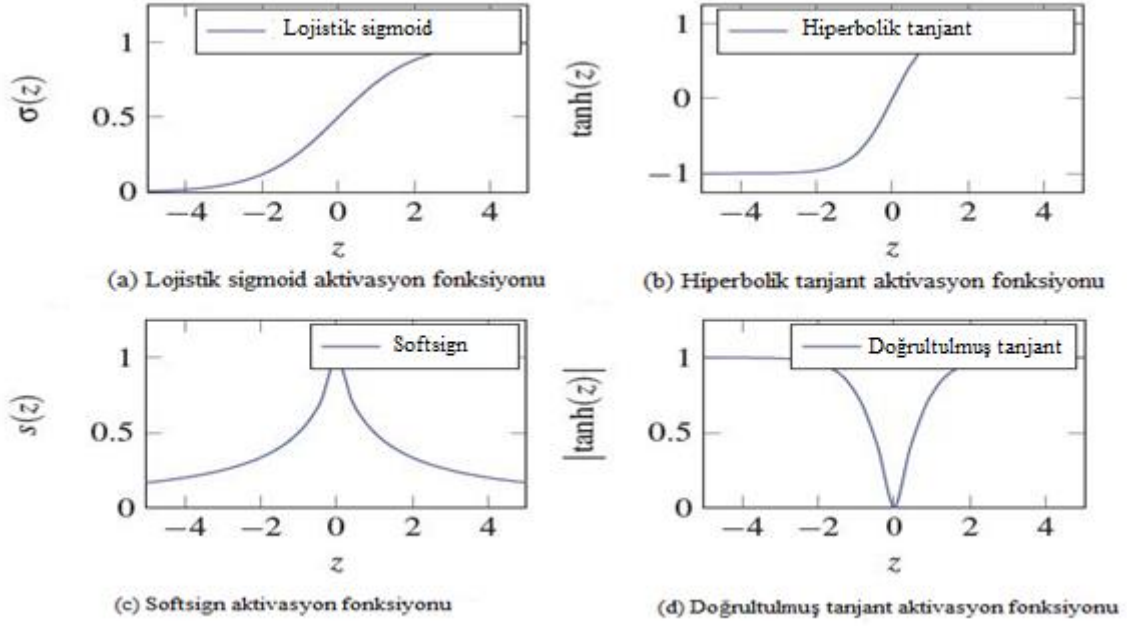 Lojistik sigmoid
σ(z)
1
0.5
0
−4 −2 0 2 4
z
(a) Lojistik sigmoid aktivasyon fonksiyonu
Hiperbolik tanjant
tanh(z)
1
0
−1
−4 −2 0 2 4
z
(b) Hiperbolik tanjant aktivasyon fonksiyonu
Softsign
s(z)
1
0.5
0
−4 −2 0 2 4
z
(c) Softsign aktivasyon fonksiyonu
Doğrultulmuş tanjant
|tanh(z)|
1
0.5
0
−4 −2 0 2 4
z
(d) Doğrultulmuş tanjant aktivasyon fonksiyonu